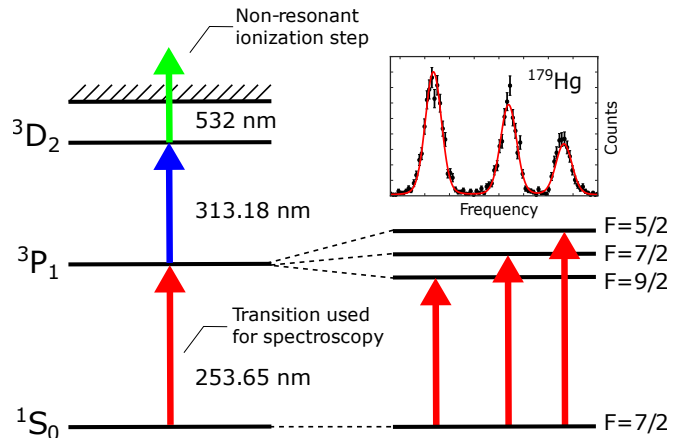 Non-resonant
ionization step
532 nm
³D₂
313.18 nm
³P₁
Transition used
for spectroscopy
253.65 nm
¹S₀
¹⁷⁹Hg
Counts
Frequency
F=5/2
F=7/2
F=9/2
F=7/2